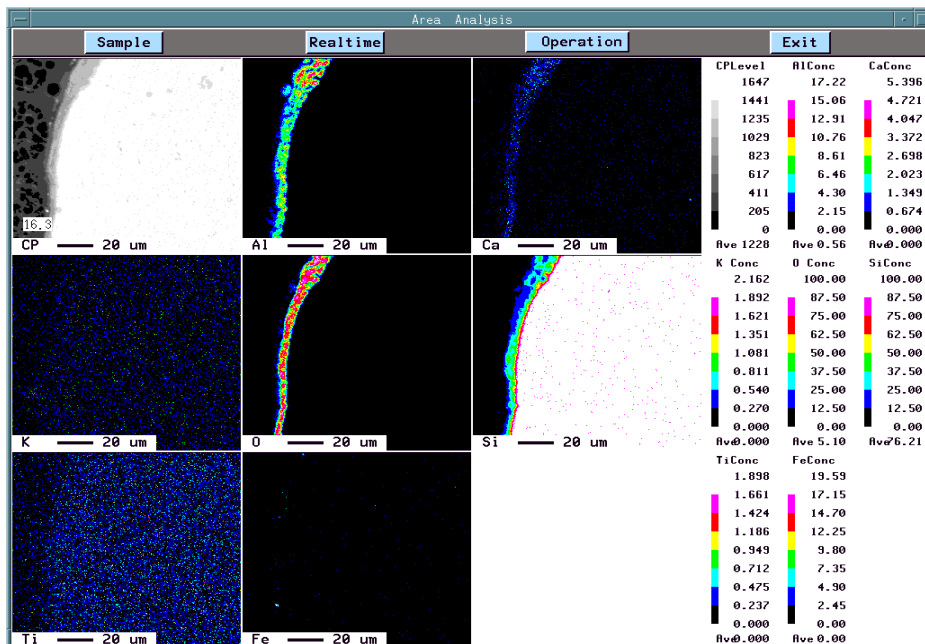 Area Analysis
Sample Realtime Operation Exit
16.3
CP 20 um
Al 20 um
Ca 20 um
CPLevel AlConc CaConc
1647 17.22 5.396
1441 15.06 4.721
1235 12.91 4.047
1029 10.76 3.372
823 8.61 2.698
617 6.46 2.023
411 4.30 1.349
205 2.15 0.674
0 0.00 0.000
Ave 1228 Ave 0.56 Ave0.000
K 20 um
O 20 um
Si 20 um
K Conc O Conc SiConc
2.162 100.00 100.00
1.892 87.50 87.50
1.621 75.00 75.00
1.351 62.50 62.50
1.081 50.00 50.00
0.811 37.50 37.50
0.540 25.00 25.00
0.270 12.50 12.50
0.000 0.00 0.00
Ave0.000 Ave 5.10 Ave76.21
Ti 20 um
Fe 20 um
TiConc FeConc
1.898 19.59
1.661 17.15
1.424 14.70
1.186 12.25
0.949 9.80
0.712 7.35
0.475 4.90
0.237 2.45
0.000 0.00
Ave0.000 Ave 0.00